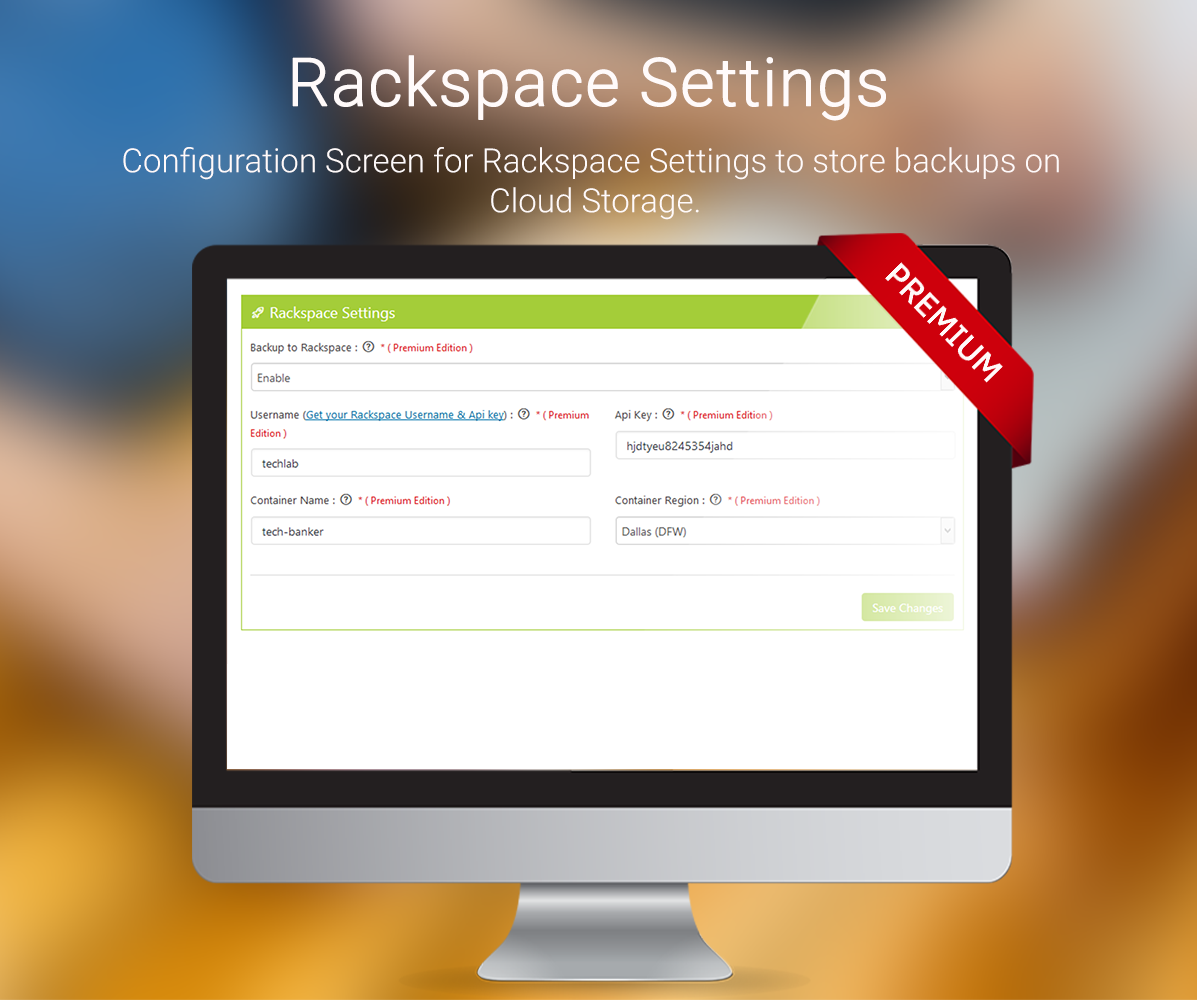 Rackspace Settings
Configuration Screen for Rackspace Settings to store backups on
Cloud Storage.
PREMIUM
Rackspace Settings
Backup to Rackspace : ? * ( Premium Edition )
Enable
Username (Get your Rackspace Username & Api key) : ? * ( Premium
Edition )
techlab
Api Key : ? * ( Premium Edition )
hjdtyeu8245354jahd
Container Name : ? * ( Premium Edition )
tech-banker
Container Region : ? * ( Premium Edition )
Dallas (DFW)
Save Changes